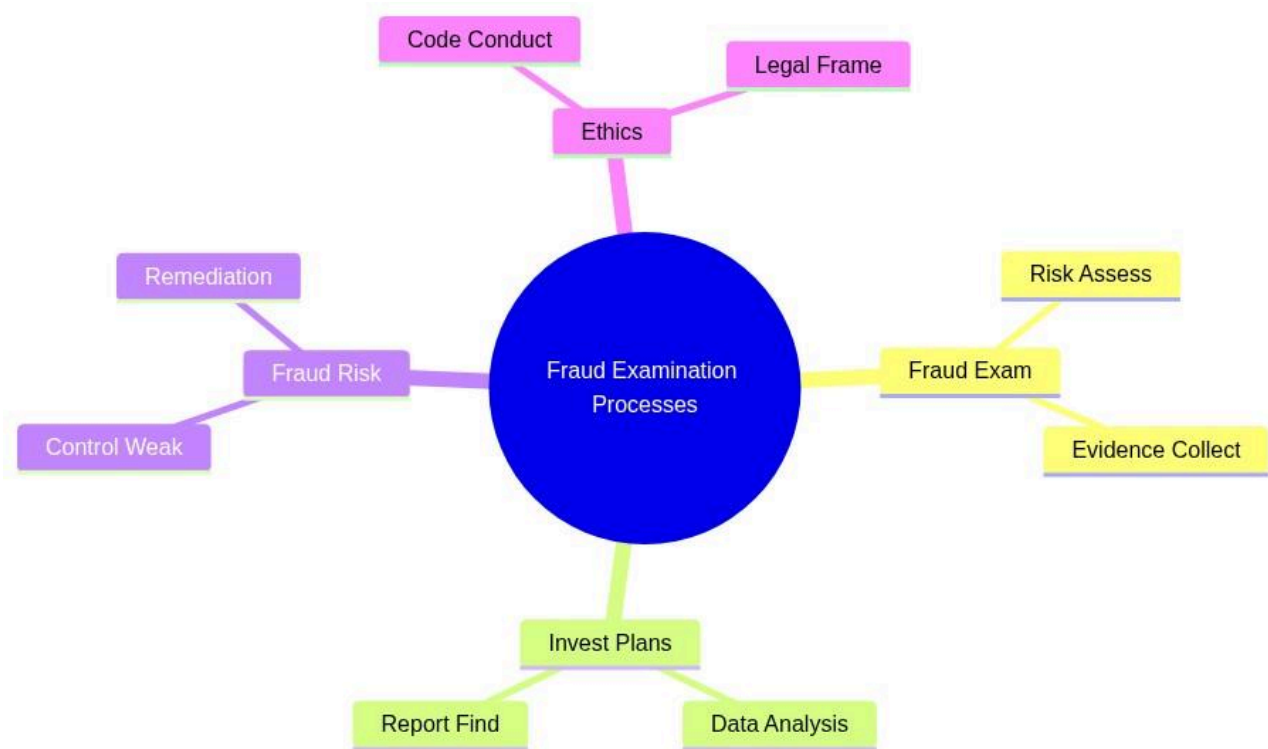 Code Conduct
Legal Frame
Ethics
Remediation
Risk Assess
Fraud Risk
Fraud Examination
Processes
Fraud Exam
Control Weak
Evidence Collect
Invest Plans
Report Find
Data Analysis